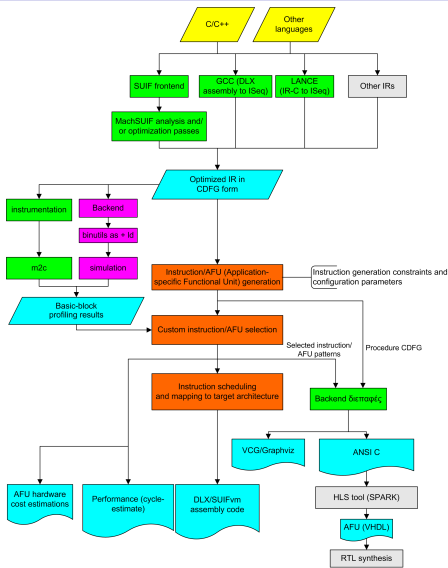 C/C++
Other
languages
SUIF frontend
GCC (DLX
assembly to ISeq)
LANCE
(IR-C to ISeq)
Other IRs
MachSUIF analysis and/
or optimization passes
Optimized IR in
CDFG form
instrumentation
Backend
binutils as + ld
m2c
simulation
Instruction/AFU (Application-
specific Functional Unit) generation
Instruction generation constraints and
configuration parameters
Basic-block
profiling results
Custom instruction/AFU selection
Selected instruction/
AFU patterns
Procedure CDFG
Instruction scheduling
and mapping to target architecture
Backend διεπαφές
VCG/Graphviz
ANSI C
AFU hardware
cost estimations
Performance (cycle-
estimate)
DLX/SUIFvm
assembly code
HLS tool (SPARK)
AFU (VHDL)
RTL synthesis